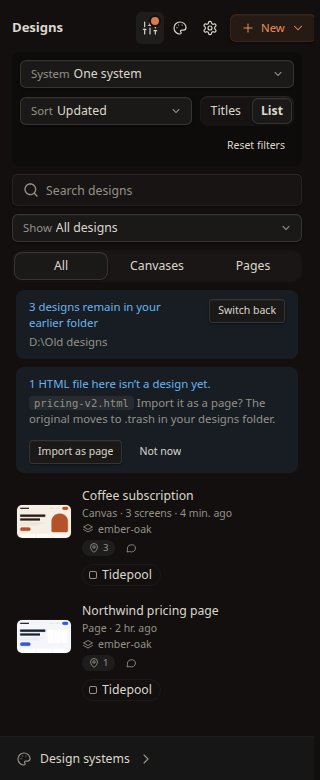 Designs
New
System One system
Sort Updated
Titles
List
Reset filters
Search designs
Show All designs
All
Canvases
Pages
3 designs remain in your
earlier folder
Switch back
D:\Old designs
1 HTML file here isn't a design yet.
pricing-v2.html Import it as a page? The
original moves to .trash in your designs folder.
Import as page
Not now
Coffee subscription
Canvas · 3 screens · 4 min. ago
ember-oak
3
Tidepool
Northwind pricing page
Page · 2 hr. ago
ember-oak
1
Tidepool
Design systems